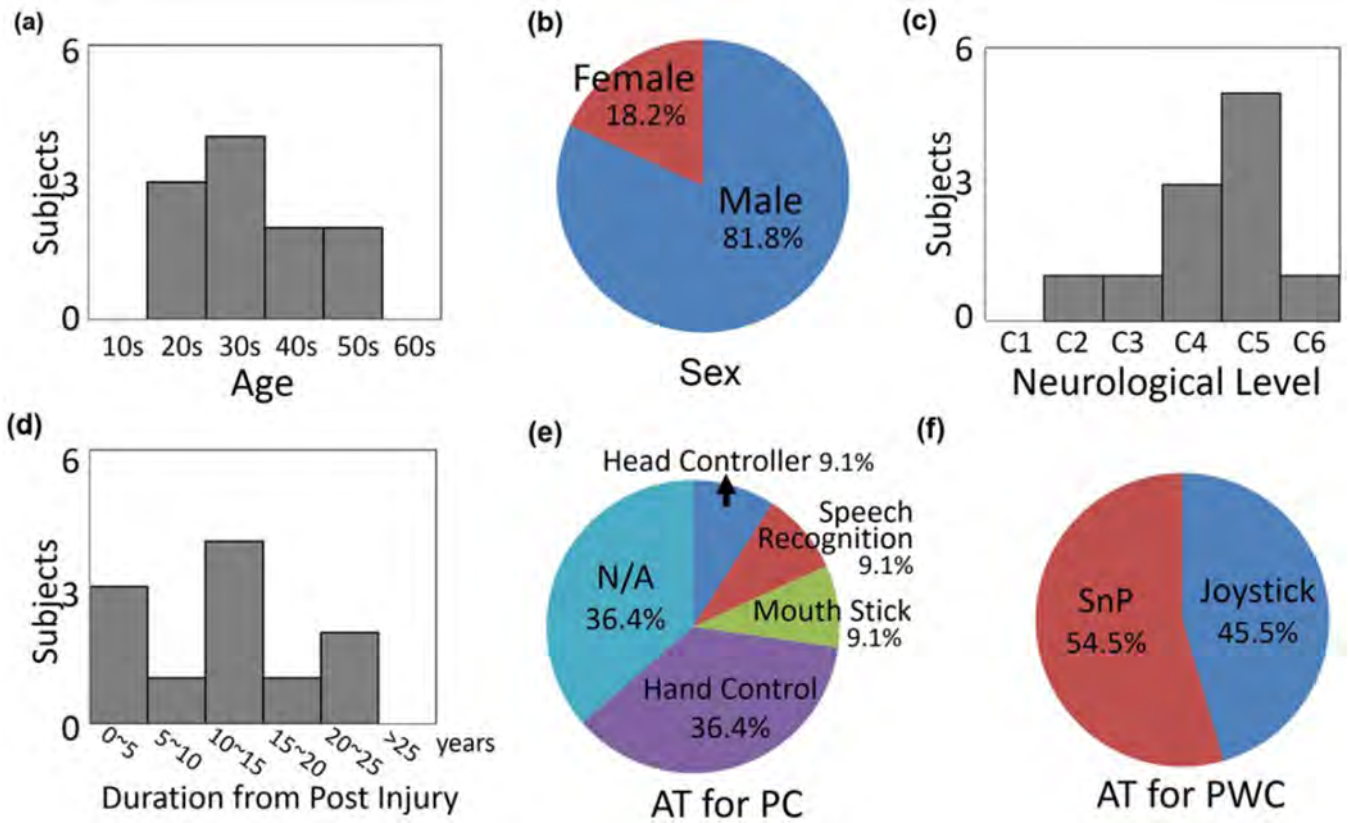 (a)
6
3
0
Subjects
10s 20s 30s 40s 50s 60s
Age
(b)
Female
18.2%
Male
81.8%
Sex
(c)
6
3
0
Subjects
C1 C2 C3 C4 C5 C6
Neurological Level
(d)
6
3
0
Subjects
0~5 5~10 10~15 15~20 20~25 >25 years
Duration from Post Injury
(e)
Head Controller 9.1%
Speech
Recognition
9.1%
Mouth Stick
9.1%
N/A
36.4%
Hand Control
36.4%
AT for PC
(f)
SnP
54.5%
Joystick
45.5%
AT for PWC